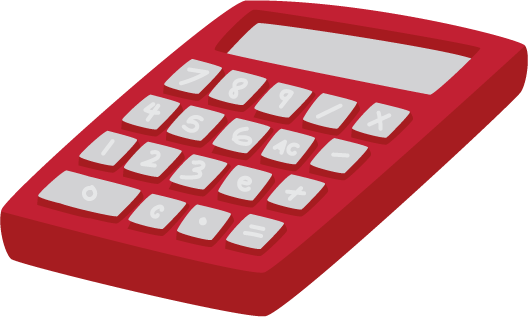 7 8 9 / X
4 5 6 AC -
1 2 3 e +
0 c . =